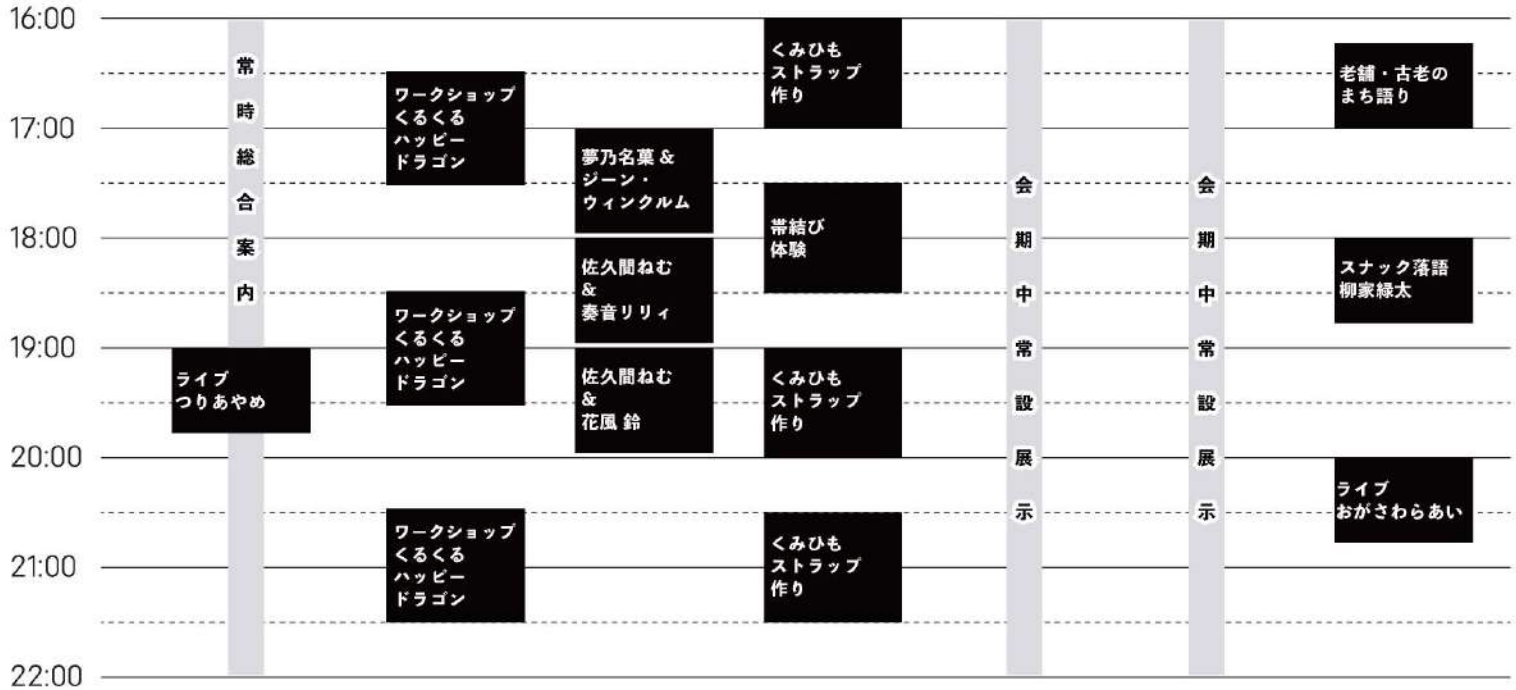 16:00
17:00
18:00
19:00
20:00
21:00
22:00
常時総合案内
ライブ
つりあやめ
ワークショップ
くるくる
ハッピー
ドラゴン
ワークショップ
くるくる
ハッピー
ドラゴン
ワークショップ
くるくる
ハッピー
ドラゴン
夢乃名菓 &
ジーン・
ウィンクルム
佐久間ねむ
&
奏音リリィ
佐久間ねむ
&
花風 鈴
くみひも
ストラップ
作り
帯結び
体験
くみひも
ストラップ
作り
くみひも
ストラップ
作り
会期中常設展示
会期中常設展示
老舗・古老の
まち語り
スナック落語
柳家緑太
ライブ
おがさわらあい